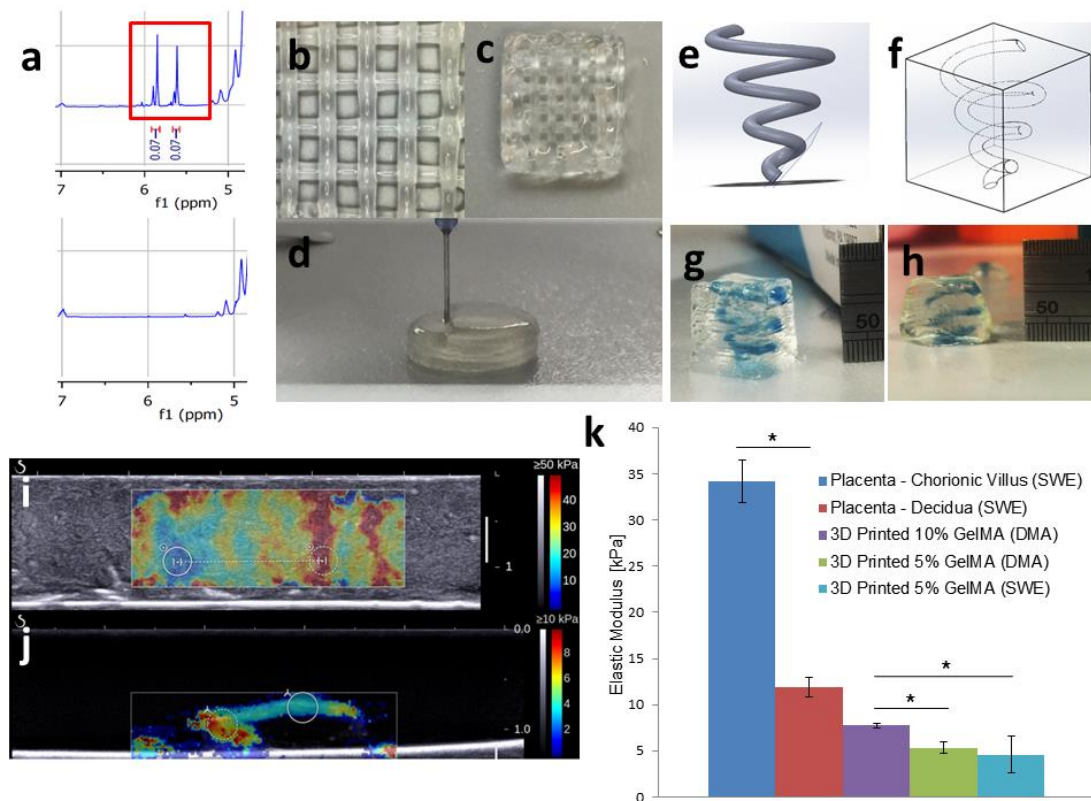 a
0.07
0.07
7 6 5
f1 (ppm)
7 6 5
f1 (ppm)
b
c
d
e
f
g
50
h
50
i
≥50 kPa
40
30
20
10
1
j
0.0
≥10 kPa
8
6
4
2
1.0
k
Elastic Modulus [kPa]
40
35
30
25
20
15
10
5
0
*
*
*
Placenta - Chorionic Villus (SWE)
Placenta - Decidua (SWE)
3D Printed 10% GelMA (DMA)
3D Printed 5% GelMA (DMA)
3D Printed 5% GelMA (SWE)